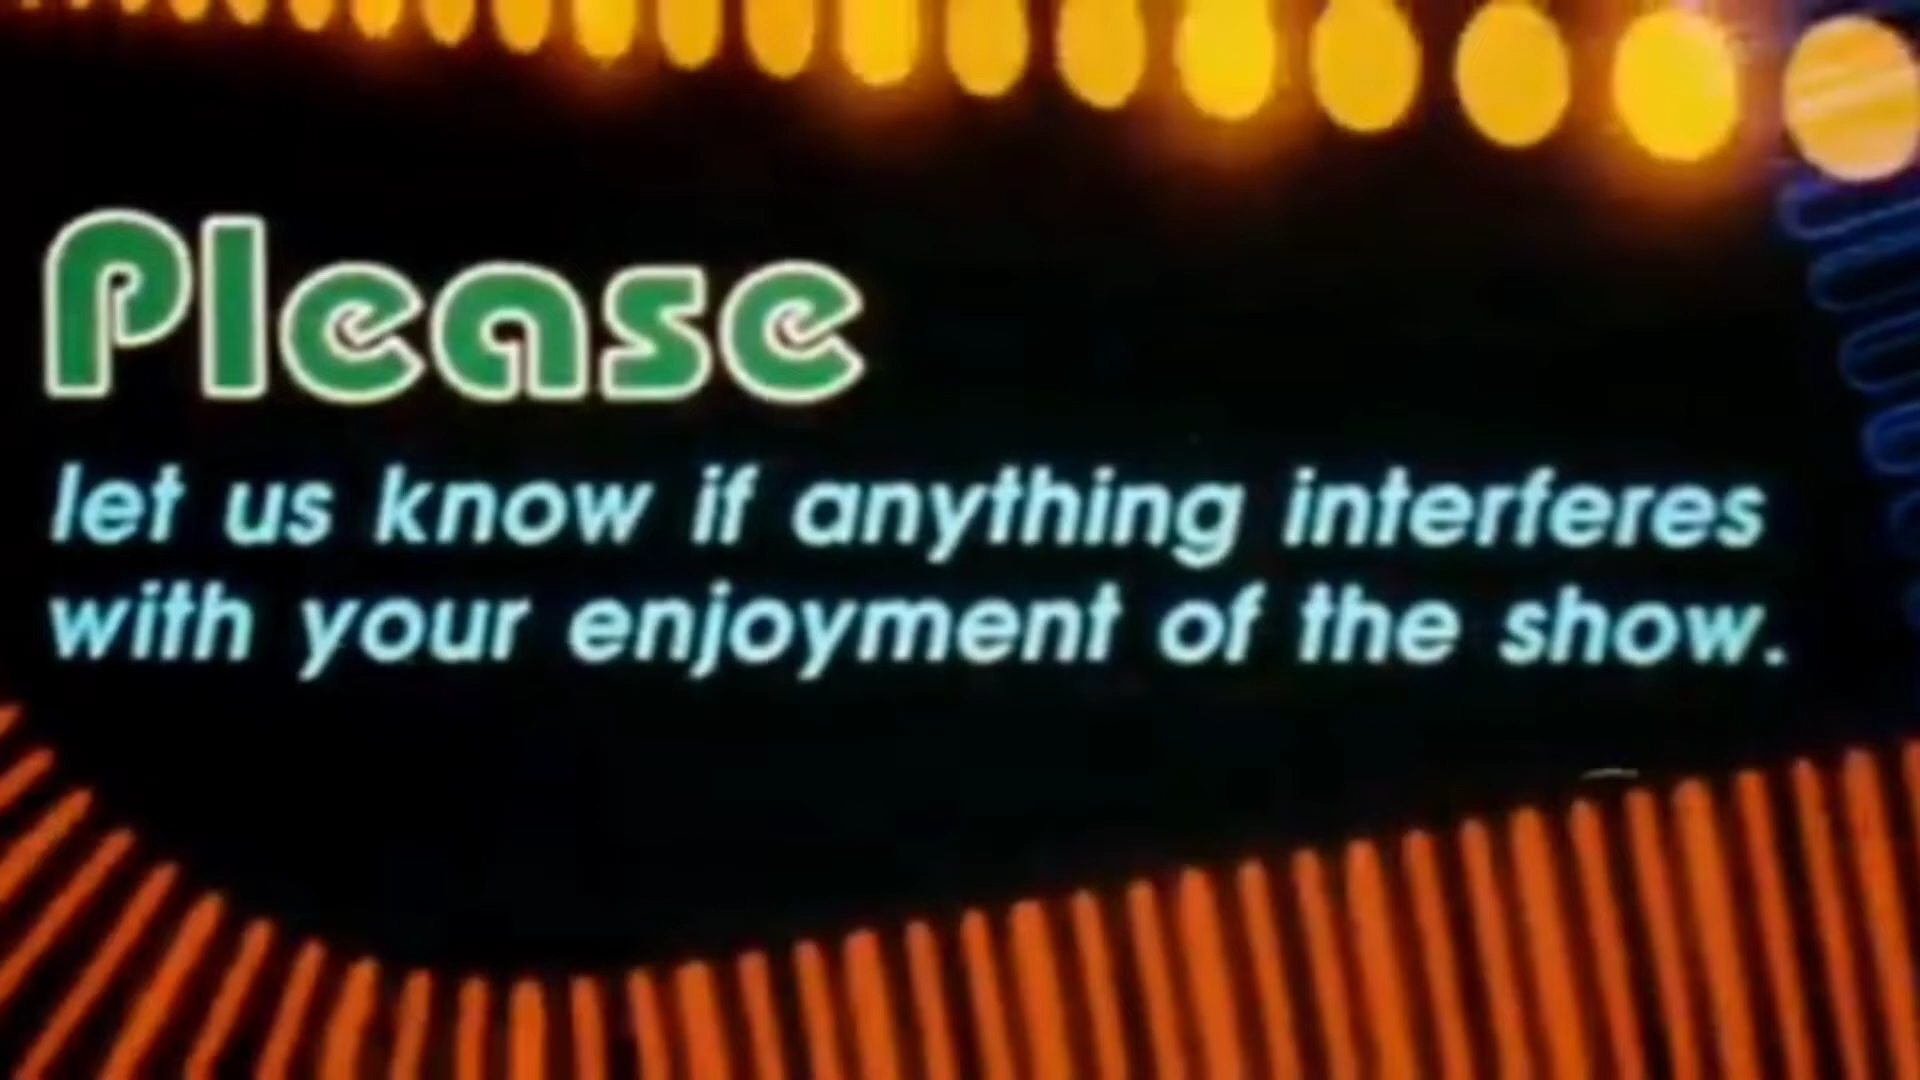 Please
let us know if anything interferes
with your enjoyment of the show.